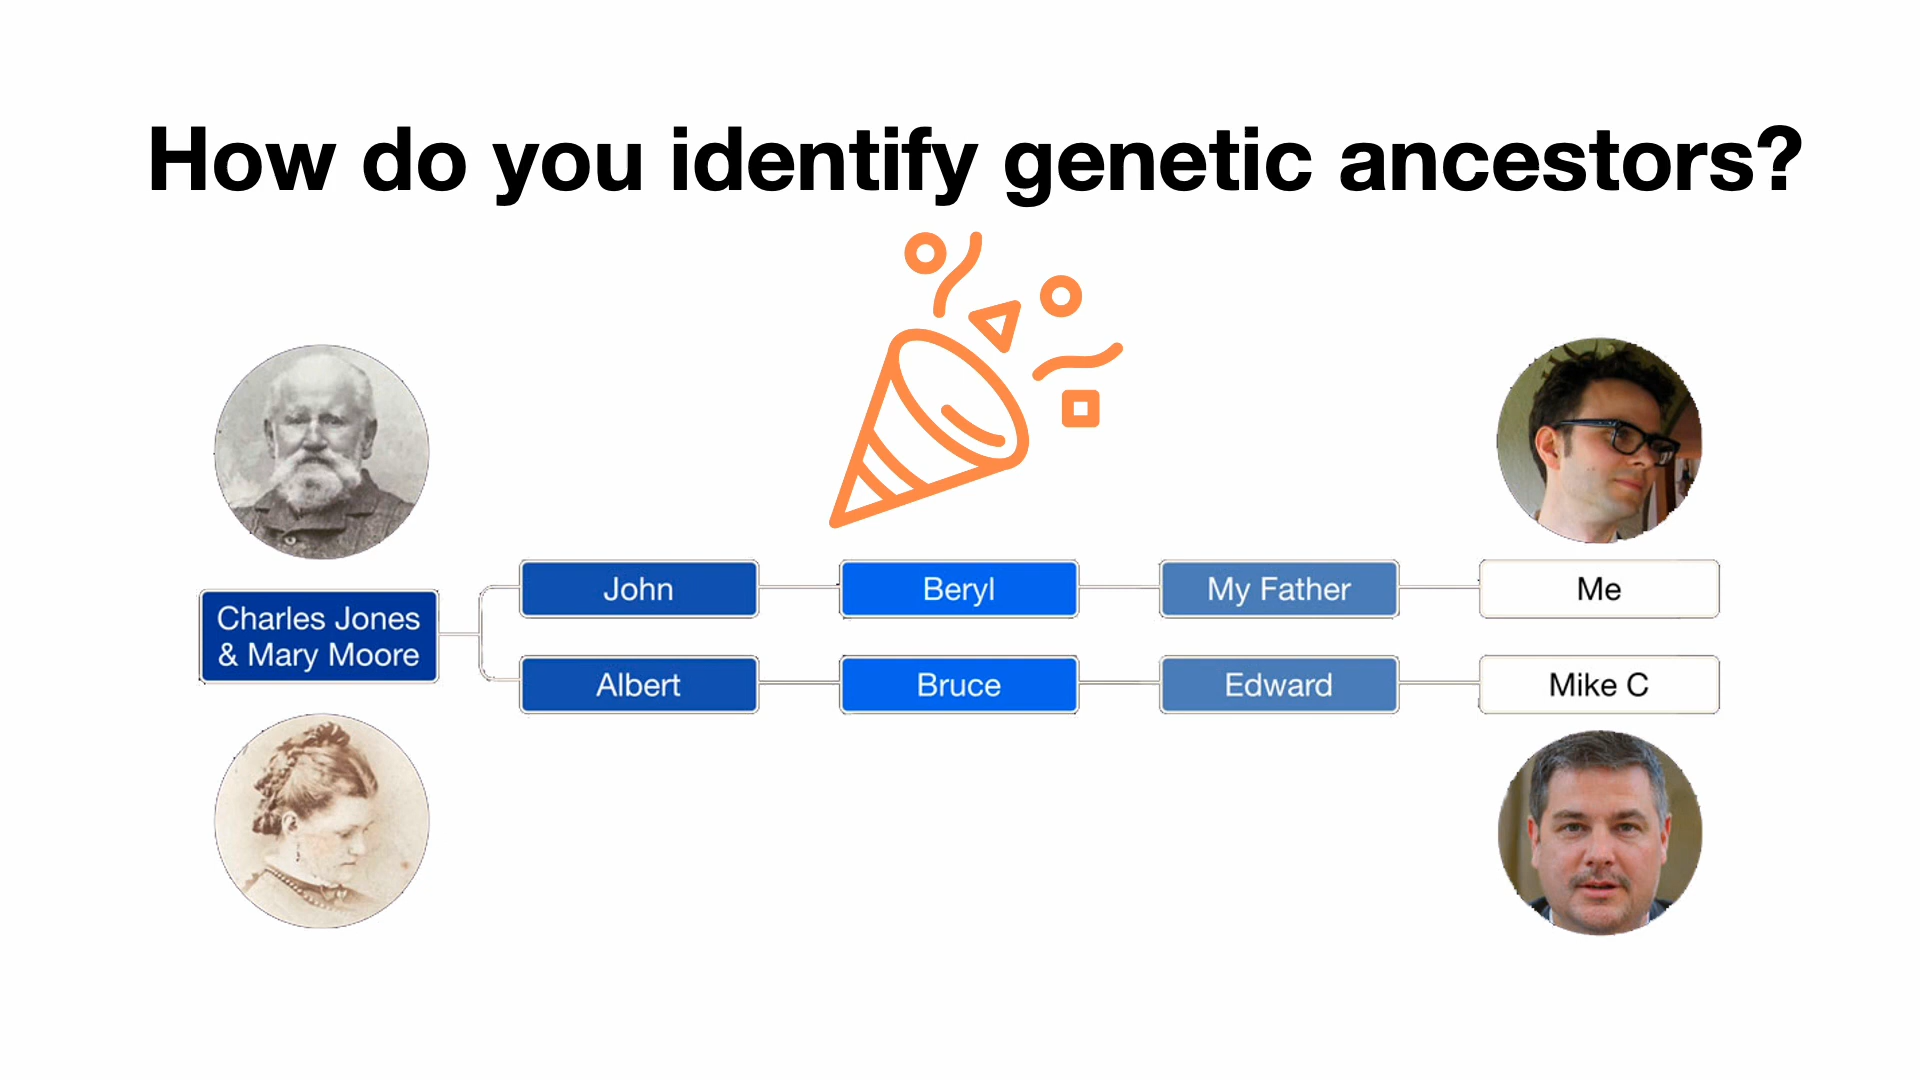 How do you identify genetic ancestors?
Charles Jones
& Mary Moore
John
Beryl
My Father
Me
Albert
Bruce
Edward
Mike C